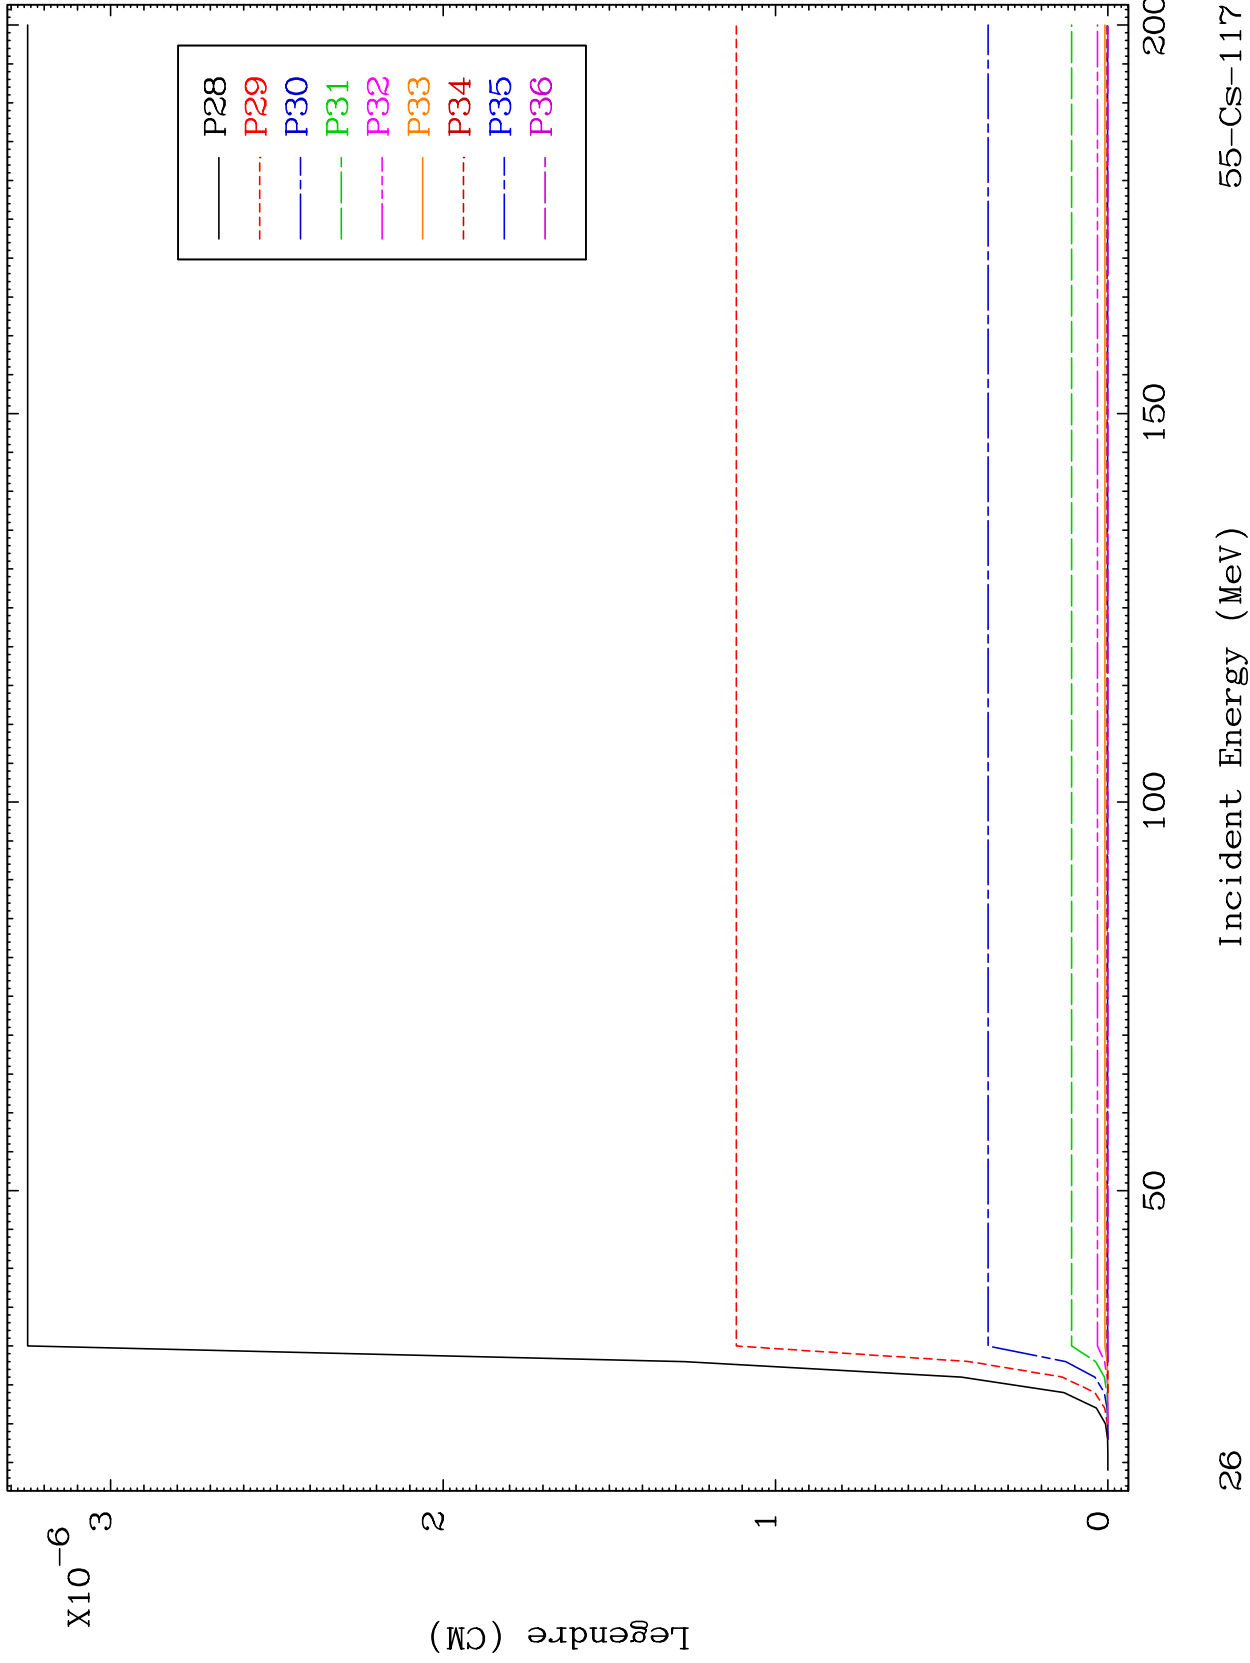 X10-6
3
2
1
0
Legendre (CM)
P28
P29
P30
P31
P32
P33
P34
P35
P36
50
100
150
200
Incident Energy (MeV)
26
55-Cs-117